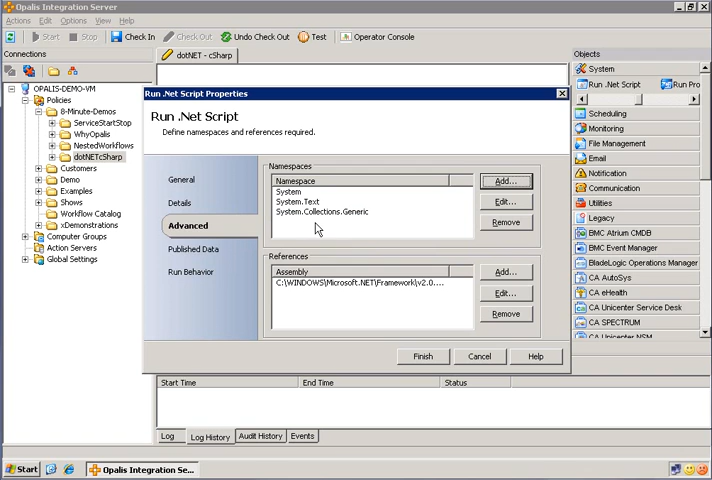 Opalis Integration Server
Actions Edit Options View Help
Start Stop Check In Check Out Undo Check Out Test Operator Console
Connections
OPALIS-DEMO-VM
Policies
8-Minute-Demos
ServiceStartStop
WhyOpalis
NestedWorkflows
dotNETcSharp
Customers
Demo
Examples
Shows
Workflow Catalog
xDemonstrations
Computer Groups
Action Servers
Global Settings
dotNET - cSharp
Run .Net Script Properties
Run .Net Script
Define namespaces and references required.
General
Details
Advanced
Published Data
Run Behavior
Namespaces
Namespace
System
System.Text
System.Collections.Generic
Add...
Edit...
Remove
References
Assembly
C:\WINDOWS\Microsoft.NET\Framework\v2.0....
Add...
Edit...
Remove
Finish Cancel Help
Start Time End Time Status
Log Log History Audit History Events
Objects
System
Run .Net Script Run Pro
Scheduling
Monitoring
File Management
Email
Notification
Communication
Utilities
Legacy
BMC Atrium CMDB
BMC Event Manager
BladeLogic Operations Manager
CA AutoSys
CA eHealth
CA Unicenter Service Desk
CA SPECTRUM
CA Unicenter NSM
Start Opalis Integration Se...